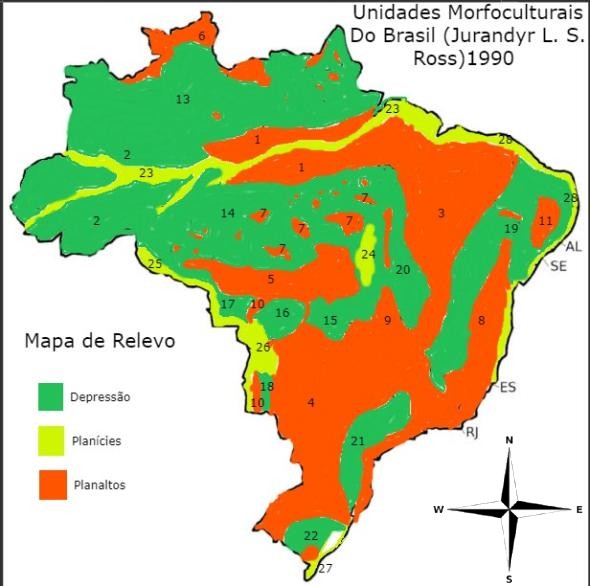 Unidades Morfoculturais
Do Brasil (Jurandyr L. S.
Ross)1990
6
13
23
1
28
2
1
23
28
2
14
7
7
7
7
3
19
11
AL
7
24
25
SE
5
20
17
10
16
15
9
8
Mapa de Relevo
26
18
ES
Depressão
10
4
RJ
Planícies
21
N
Planaltos
W
E
22
27
S